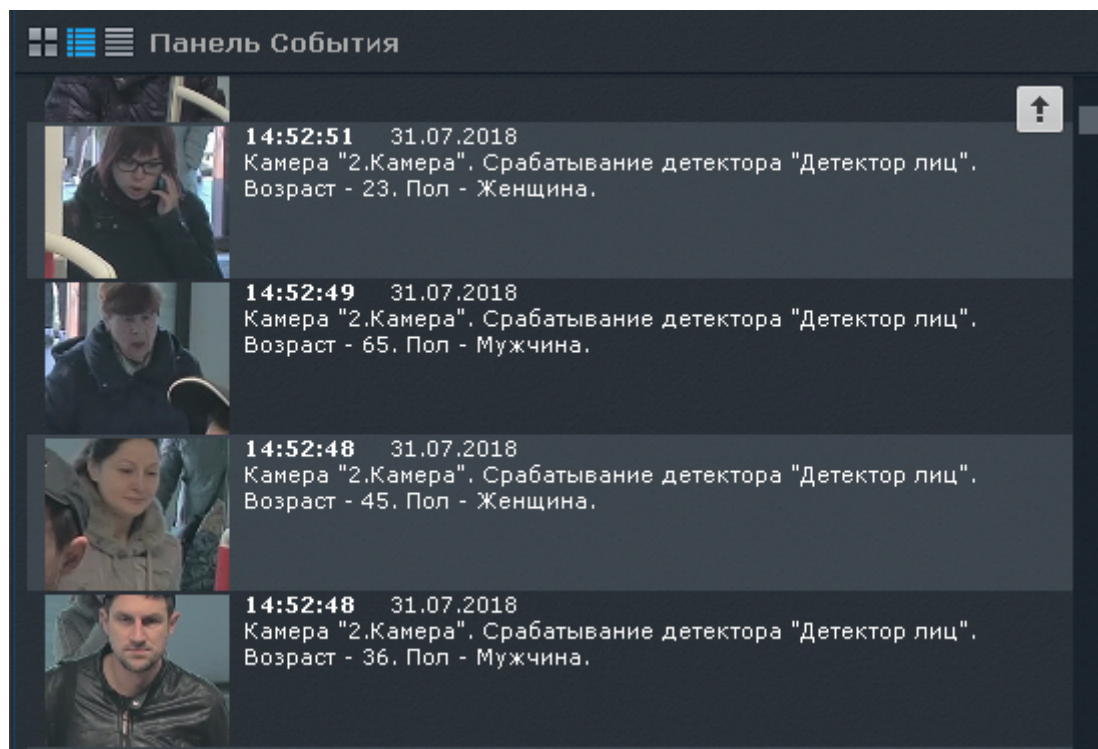 Панель События
14:52:51 31.07.2018
Камера "2.Камера". Срабатывание детектора "Детектор лиц".
Возраст - 23. Пол - Женщина.
14:52:49 31.07.2018
Камера "2.Камера". Срабатывание детектора "Детектор лиц".
Возраст - 65. Пол - Мужчина.
14:52:48 31.07.2018
Камера "2.Камера". Срабатывание детектора "Детектор лиц".
Возраст - 45. Пол - Женщина.
14:52:48 31.07.2018
Камера "2.Камера". Срабатывание детектора "Детектор лиц".
Возраст - 36. Пол - Мужчина.